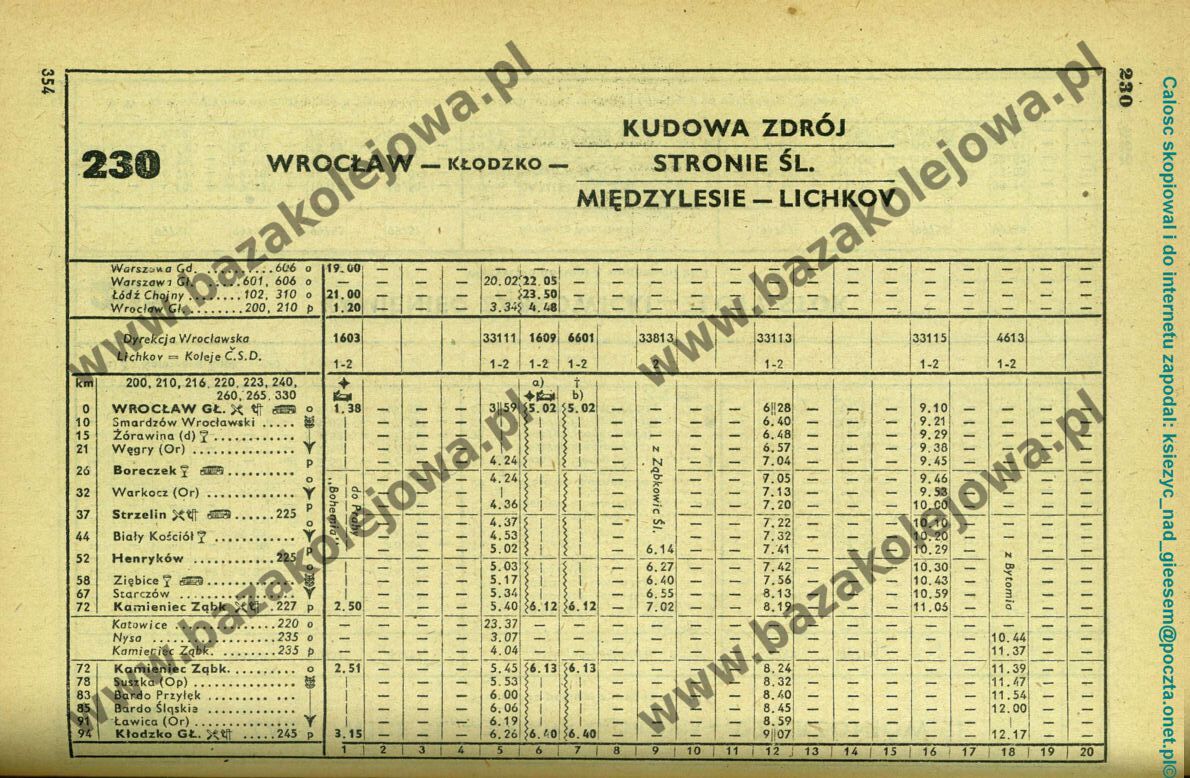 354
230
230
WROCŁAW — KŁODZKO —
KUDOWA ZDRÓJ
STRONIE ŚL.
MIĘDZYLESIE — LICHKOV
Warszawa Gd. 606 o 19.00
Warszawa Gł. 601, 606 o — 20.02 22.05
Łódź Chojny 102, 310 o 21.00 — 23.50
Wrocław Gł. 200, 210 p 1.20 3.34 4.48
Dyrekcja Wrocławska 1603 33111 1609 6601 33813 33113 33115 4613
Lichkov = Koleje Č.S.D. 1-2 1-2 1-2 1-2 2 1-2 1-2 1-2
km 200, 210, 216, 220, 223, 240, a) †
260, 265, 330 b)
0 WROCŁAW GŁ. o 1.38 3 59 5.02 5.02 6 28 9.10
10 Smardzów Wrocławski 6.40 9.21
15 Żórawina (d) 6.48 9.29
21 Węgry (Or) 6.57 9.38
26 Boreczek p 4.24 7.04 9.45
o 4.24 7.05 9.46
32 Warkocz (Or) 7.13 9.53
37 Strzelin 225 p 4.36 7.20 10.00
o 4.37 7.22 10.10
44 Biały Kościół 4.53 7.32 10.20
52 Henryków 225 p 5.02 6.14 7.41 10.29
o 5.03 6.27 7.42 10.30
58 Ziębice 5.17 6.40 7.56 10.43
67 Starczów 5.34 6.55 8.13 10.59
72 Kamieniec Ząbk. 227 p 2.50 5.40 6.12 6.12 7.02 8.19 11.05
"Bohemia"
do Prahi
z Ząbkowic Śl.
z Bytomia
Katowice 220 o 23.37
Nysa 235 o 3.07 10.44
Kamieniec Ząbk. 235 p 4.04 11.37
72 Kamieniec Ząbk. o 2.51 5.45 6.13 6.13 8.24 11.39
78 Suszka (Op) 5.53 8.32 11.47
83 Bardo Przyłęk 6.00 8.40 11.54
85 Bardo Śląskie 6.06 8.45 12.00
91 Ławica (Or) 6.19 8.59
94 Kłodzko GŁ. 245 p 3.15 6.26 6.40 6.40 9 07 12.17
1 2 3 4 5 6 7 8 9 10 11 12 13 14 15 16 17 18 19 20
www.bazakolejowa.pl
www.bazakolejowa.pl
www.bazakolejowa.pl
www.bazakolejowa.pl
Calosc skopiowal i do internetu zapodal: ksiezyc_nad_gieesem@poczta.onet.pl©